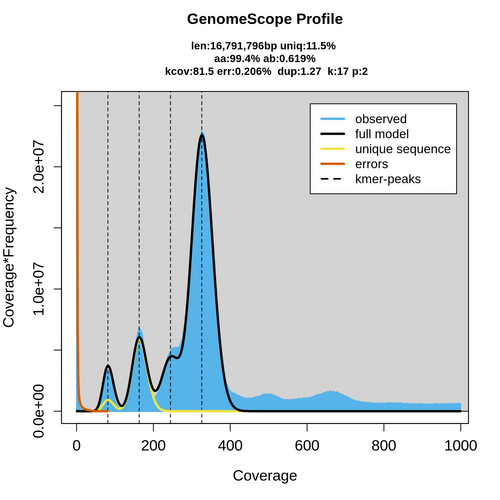 GenomeScope Profile
len:16,791,796bp uniq:11.5%
aa:99.4% ab:0.619%
kcov:81.5 err:0.206%  dup:1.27  k:17 p:2
observed
full model
unique sequence
errors
kmer-peaks
Coverage*Frequency
2.0e+07
1.0e+07
0.0e+00
0 200 400 600 800 1000
Coverage